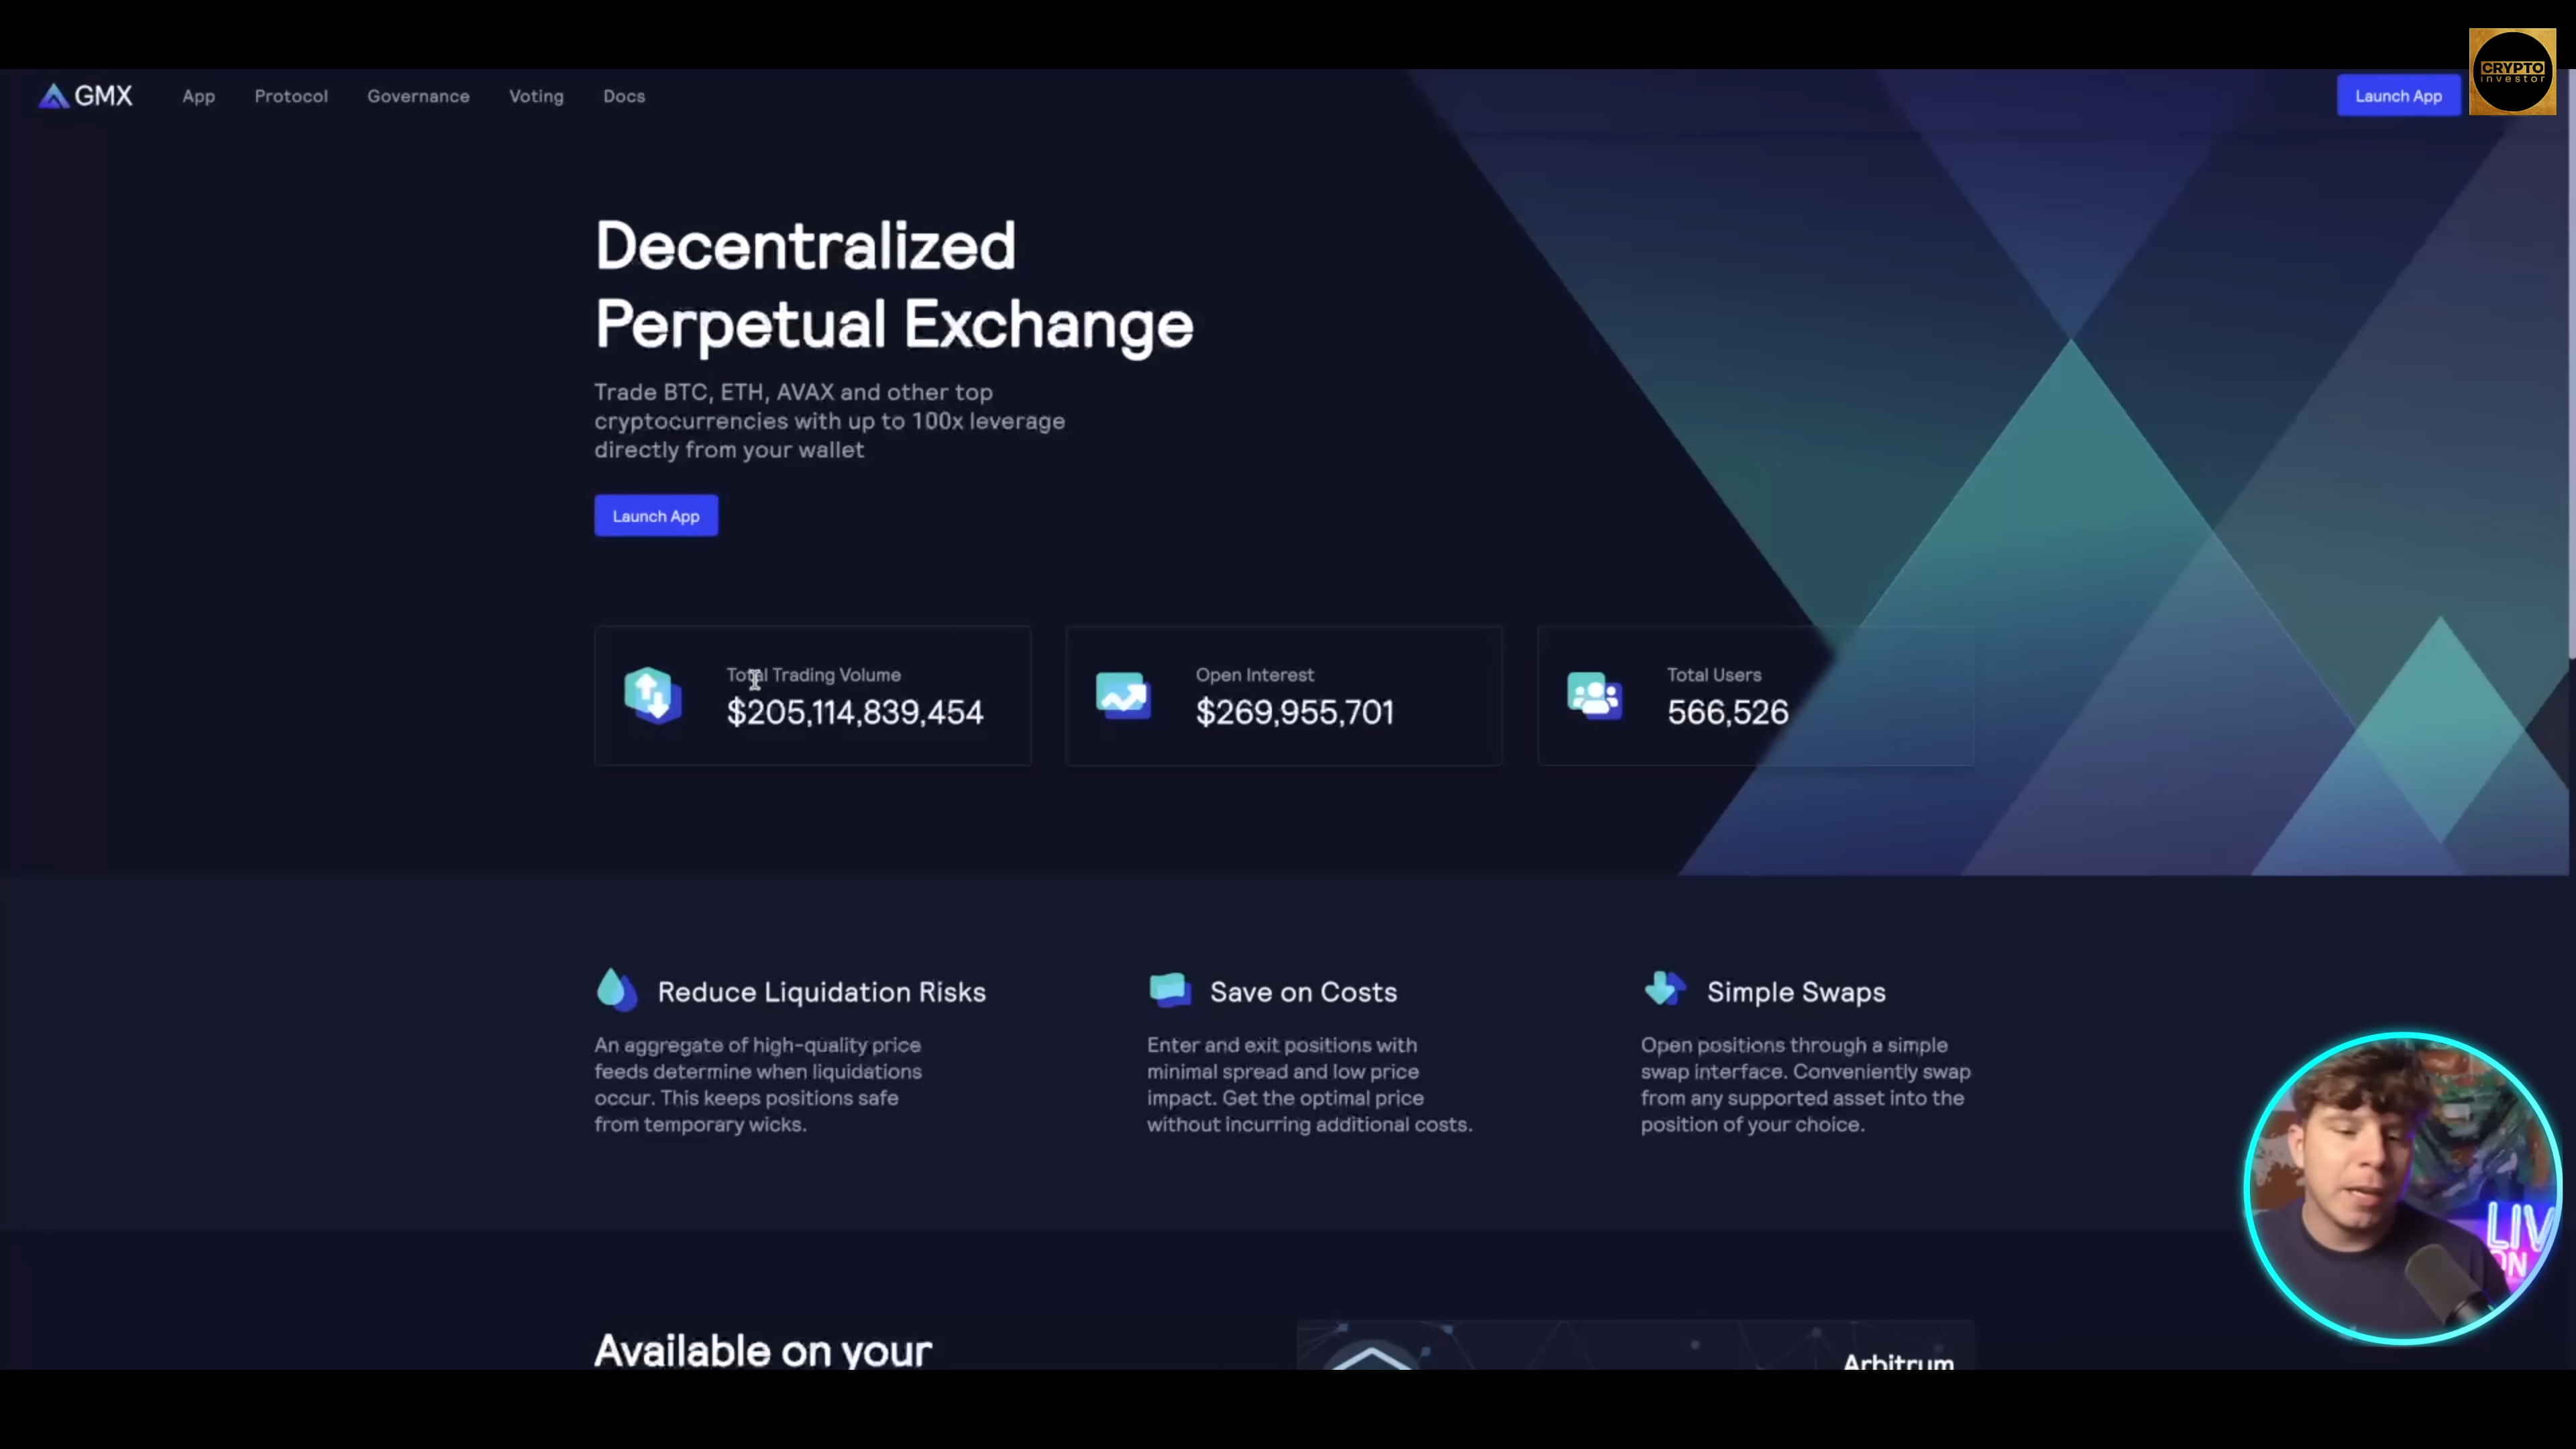 GMX App Protocol Governance Voting Docs Launch App
CRYPTO
investor
Decentralized
Perpetual Exchange
Trade BTC, ETH, AVAX and other top
cryptocurrencies with up to 100x leverage
directly from your wallet
Launch App
Total Trading Volume
$205,114,839,454
Open Interest
$269,955,701
Total Users
566,526
Reduce Liquidation Risks
An aggregate of high-quality price
feeds determine when liquidations
occur. This keeps positions safe
from temporary wicks.
Save on Costs
Enter and exit positions with
minimal spread and low price
impact. Get the optimal price
without incurring additional costs.
Simple Swaps
Open positions through a simple
swap interface. Conveniently swap
from any supported asset into the
position of your choice.
Available on your
Arbitrum
LIV
ON